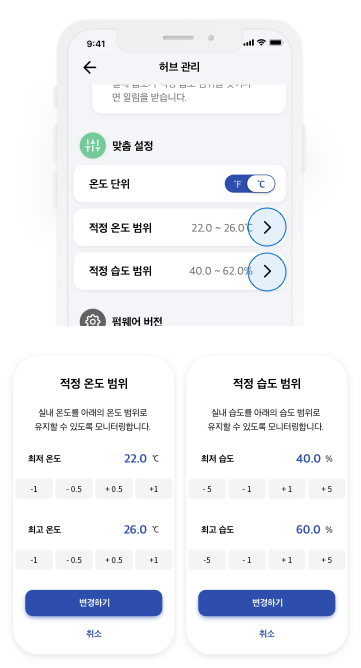 9:41
허브 관리
면 알림을 받습니다.
맞춤 설정
온도 단위
℉ ℃
적정 온도 범위 22.0 ~ 26.0℃
적정 습도 범위 40.0 ~ 62.0%
펌웨어 버전
적정 온도 범위
실내 온도를 아래의 온도 범위로
유지할 수 있도록 모니터링합니다.
최저 온도 22.0 ℃
-1 - 0.5 + 0.5 +1
최고 온도 26.0 ℃
-1 - 0.5 + 0.5 +1
변경하기
취소
적정 습도 범위
실내 습도를 아래의 습도 범위로
유지할 수 있도록 모니터링합니다.
최저 습도 40.0 %
- 5 - 1 + 1 + 5
최고 습도 60.0 %
-5 - 1 + 1 + 5
변경하기
취소